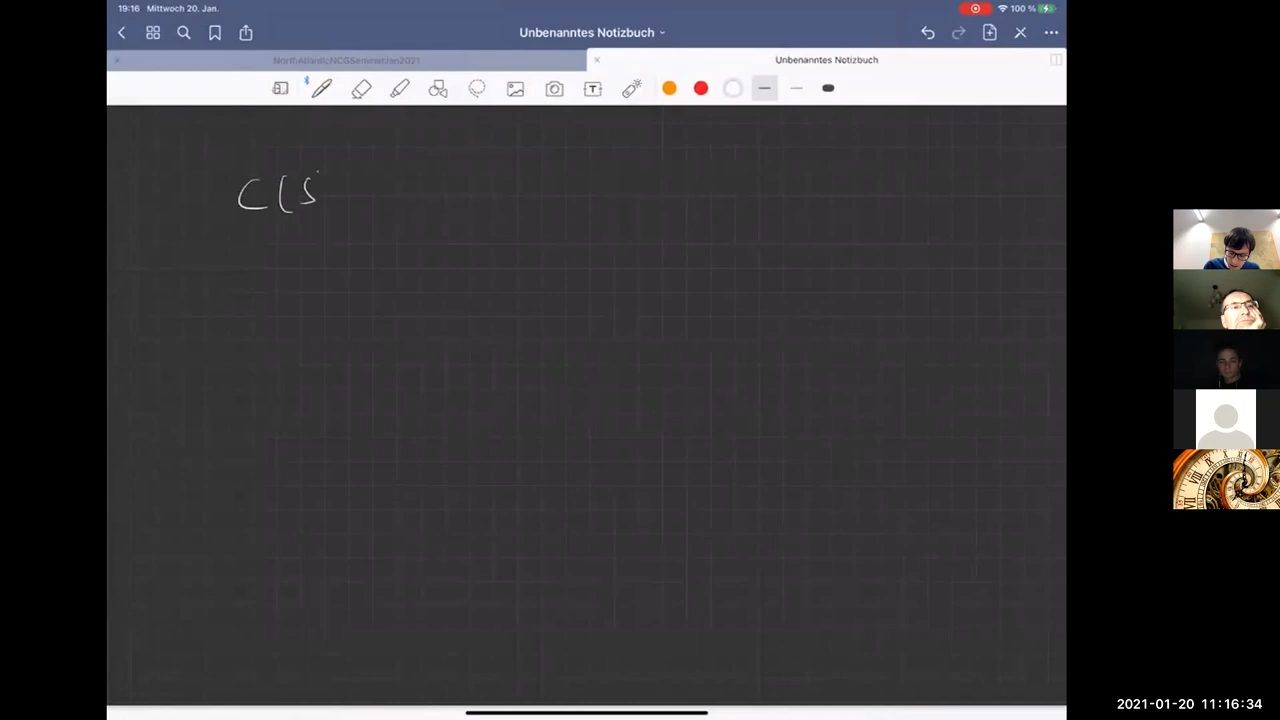 19:16 Mittwoch 20. Jan.
100 %
Unbenanntes Notizbuch
NorthAtlanticNCGSeminarJan2021
Unbenanntes Notizbuch
T
C(S
2021-01-20 11:16:34